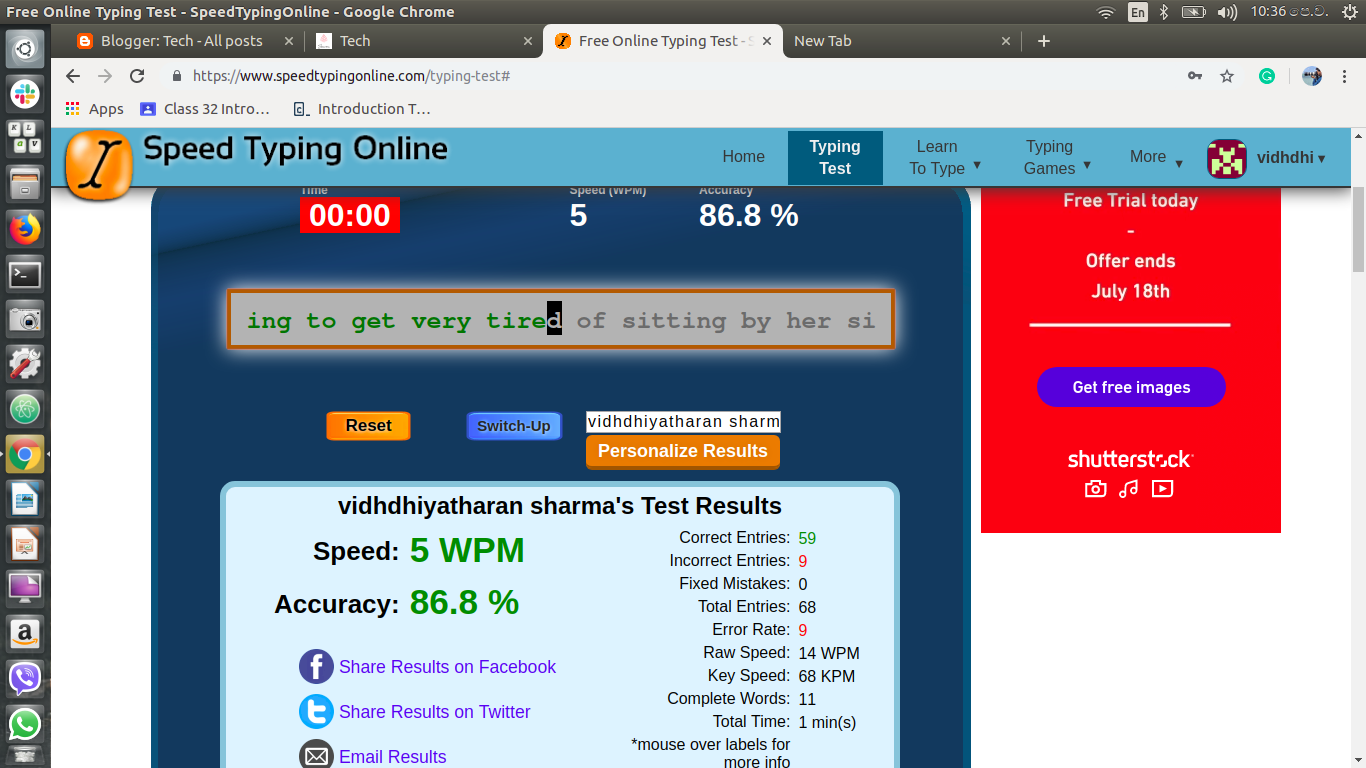 Free Online Typing Test - SpeedTypingOnline - Google Chrome
En
10:36 පෙ.ව.
Blogger: Tech - All posts
Tech
Free Online Typing Test - S
New Tab
https://www.speedtypingonline.com/typing-test#
Apps
Class 32 Intro…
Introduction T…
Speed Typing Online
Home
Typing
Test
Learn
To Type
Typing
Games
More
vidhdhi
Time
Speed (WPM)
Accuracy
00:00
5
86.8 %
Free Trial today
-
Offer ends
July 18th
ing to get very tired of sitting by her si
Get free images
Reset
Switch-Up
vidhdhiyatharan sharm
Personalize Results
shutterstock
vidhdhiyatharan sharma's Test Results
Speed: 5 WPM
Accuracy: 86.8 %
Correct Entries: 59
Incorrect Entries: 9
Fixed Mistakes: 0
Total Entries: 68
Error Rate: 9
Raw Speed: 14 WPM
Key Speed: 68 KPM
Complete Words: 11
Total Time: 1 min(s)
*mouse over labels for
more info
Share Results on Facebook
Share Results on Twitter
Email Results